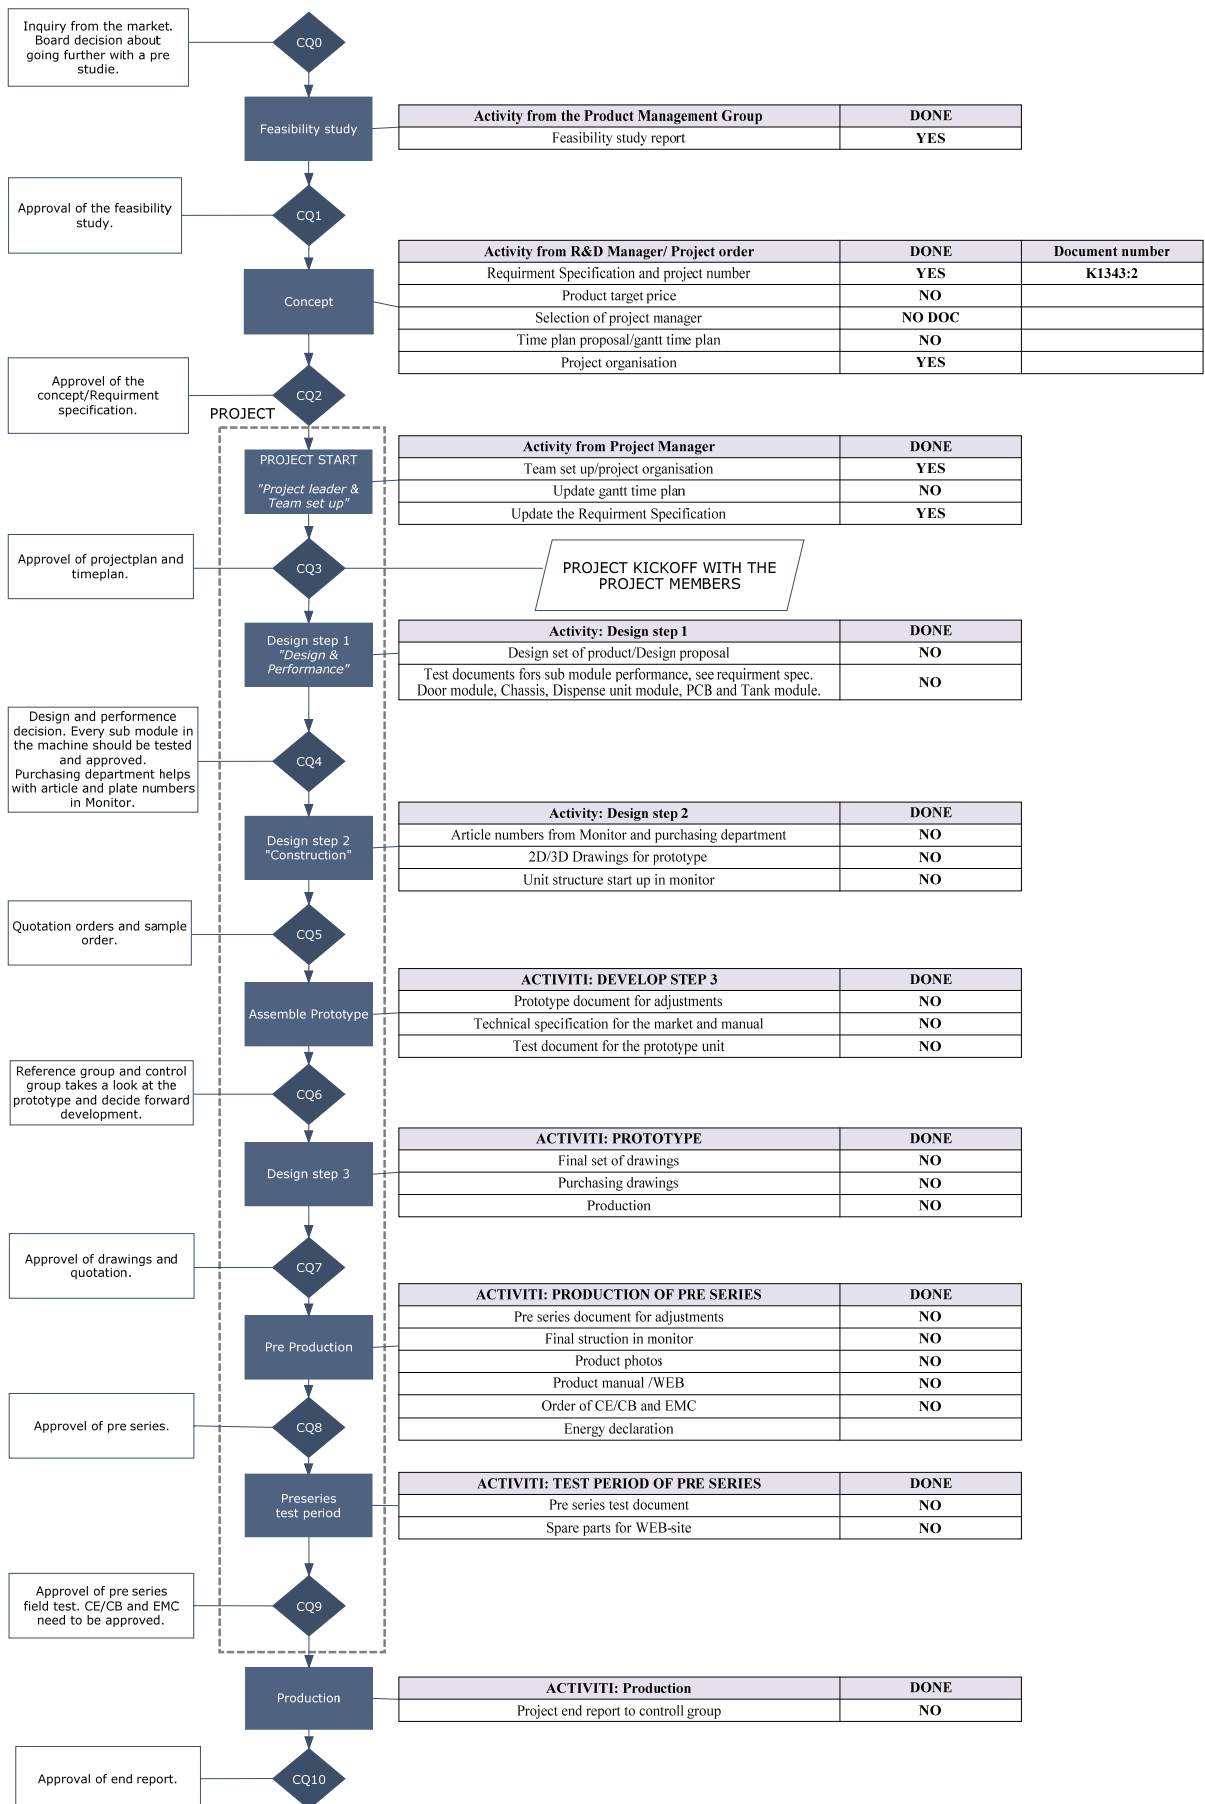 Inquiry from the market.
Board decision about
going further with a pre
studie.
CQ0
Feasibility study
Activity from the Product Management Group DONE
Feasibility study report YES
Approval of the feasibility
study.
CQ1
Concept
Activity from R&D Manager/ Project order DONE Document number
Requirment Specification and project number YES K1343:2
Product target price NO
Selection of project manager NO DOC
Time plan proposal/gantt time plan NO
Project organisation YES
Approvel of the
concept/Requirment
specification.
CQ2
PROJECT
PROJECT START
"Project leader &
Team set up"
Activity from Project Manager DONE
Team set up/project organisation YES
Update gantt time plan NO
Update the Requirment Specification YES
Approvel of projectplan and
timeplan.
CQ3
PROJECT KICKOFF WITH THE
PROJECT MEMBERS
Design step 1
"Design &
Performance"
Activity: Design step 1 DONE
Design set of product/Design proposal NO
Test documents fors sub module performance, see requirment spec.
Door module, Chassis, Dispense unit module, PCB and Tank module.
NO
Design and performence
decision. Every sub module in
the machine should be tested
and approved.
Purchasing department helps
with article and plate numbers
in Monitor.
CQ4
Design step 2
"Construction"
Activity: Design step 2 DONE
Article numbers from Monitor and purchasing department NO
2D/3D Drawings for prototype NO
Unit structure start up in monitor NO
Quotation orders and sample
order.
CQ5
Assemble Prototype
ACTIVITI: DEVELOP STEP 3 DONE
Prototype document for adjustments NO
Technical specification for the market and manual NO
Test document for the prototype unit NO
Reference group and control
group takes a look at the
prototype and decide forward
development.
CQ6
Design step 3
ACTIVITI: PROTOTYPE DONE
Final set of drawings NO
Purchasing drawings NO
Production NO
Approvel of drawings and
quotation.
CQ7
Pre Production
ACTIVITI: PRODUCTION OF PRE SERIES DONE
Pre series document for adjustments NO
Final struction in monitor NO
Product photos NO
Product manual /WEB NO
Order of CE/CB and EMC NO
Energy declaration
Approvel of pre series.
CQ8
Preseries
test period
ACTIVITI: TEST PERIOD OF PRE SERIES DONE
Pre series test document NO
Spare parts for WEB-site NO
Approvel of pre series
field test. CE/CB and EMC
need to be approved.
CQ9
Production
ACTIVITI: Production DONE
Project end report to controll group NO
Approval of end report.
CQ10